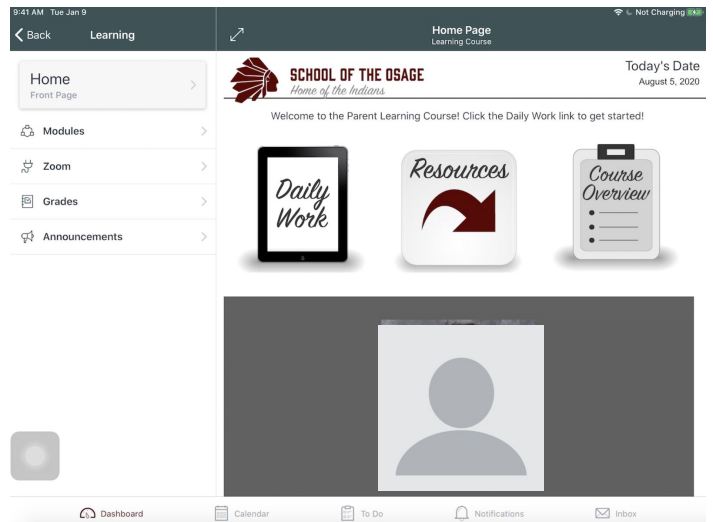 9:41 AM Tue Jan 9
Not Charging
Back
Learning
Home Page
Learning Course
Home
Front Page
Modules
Zoom
Grades
Announcements
SCHOOL OF THE OSAGE
Home of the Indians
Today's Date
August 5, 2020
Welcome to the Parent Learning Course! Click the Daily Work link to get started!
Daily
Work
Resources
Course
Overview
Dashboard
Calendar
To Do
Notifications
Inbox